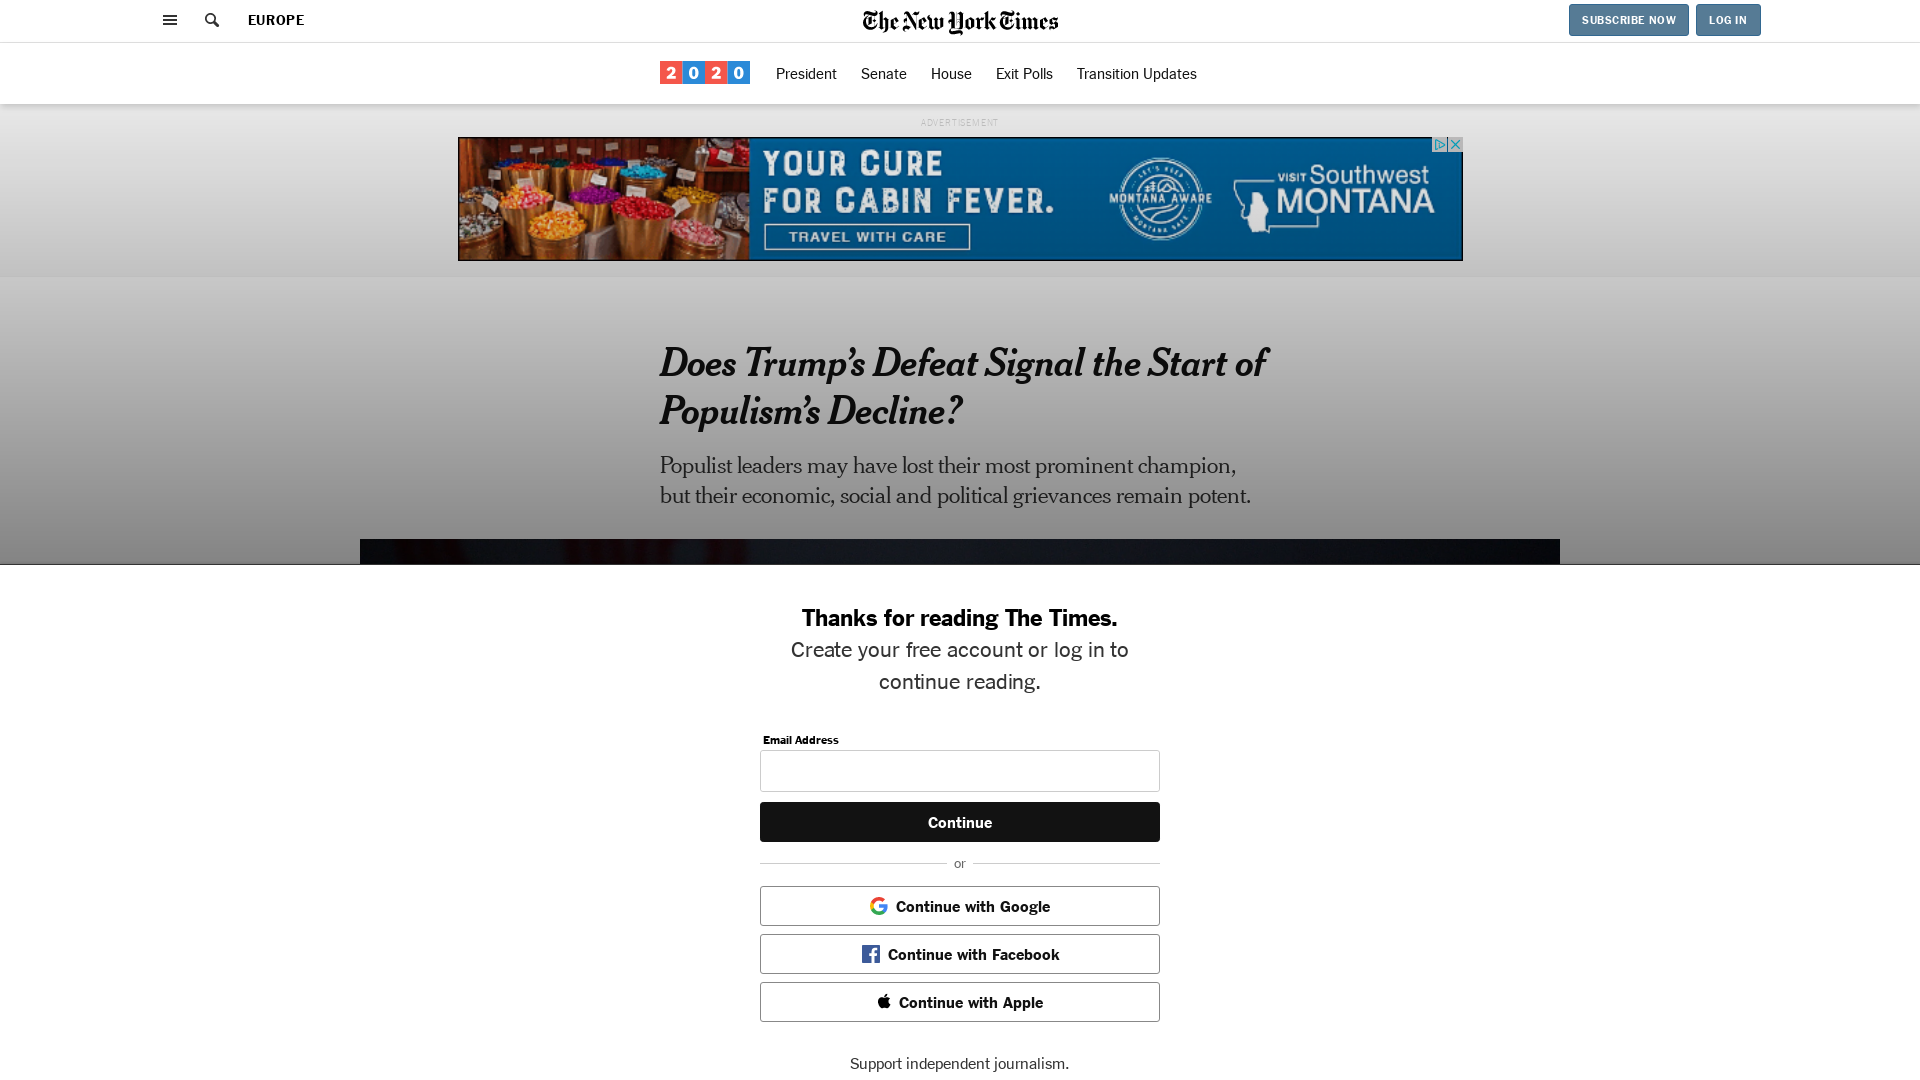 EUROPE
The New York Times
SUBSCRIBE NOW
LOG IN
2020
President
Senate
House
Exit Polls
Transition Updates
ADVERTISEMENT
YOUR CURE
FOR CABIN FEVER.
TRAVEL WITH CARE
LET'S KEEP
MONTANA AWARE
MONTANA SAFE
VISIT Southwest
MONTANA
Does Trump’s Defeat Signal the Start of
Populism’s Decline?
Populist leaders may have lost their most prominent champion,
but their economic, social and political grievances remain potent.
Thanks for reading The Times.
Create your free account or log in to
continue reading.
Email Address
Continue
or
Continue with Google
Continue with Facebook
Continue with Apple
Support independent journalism.